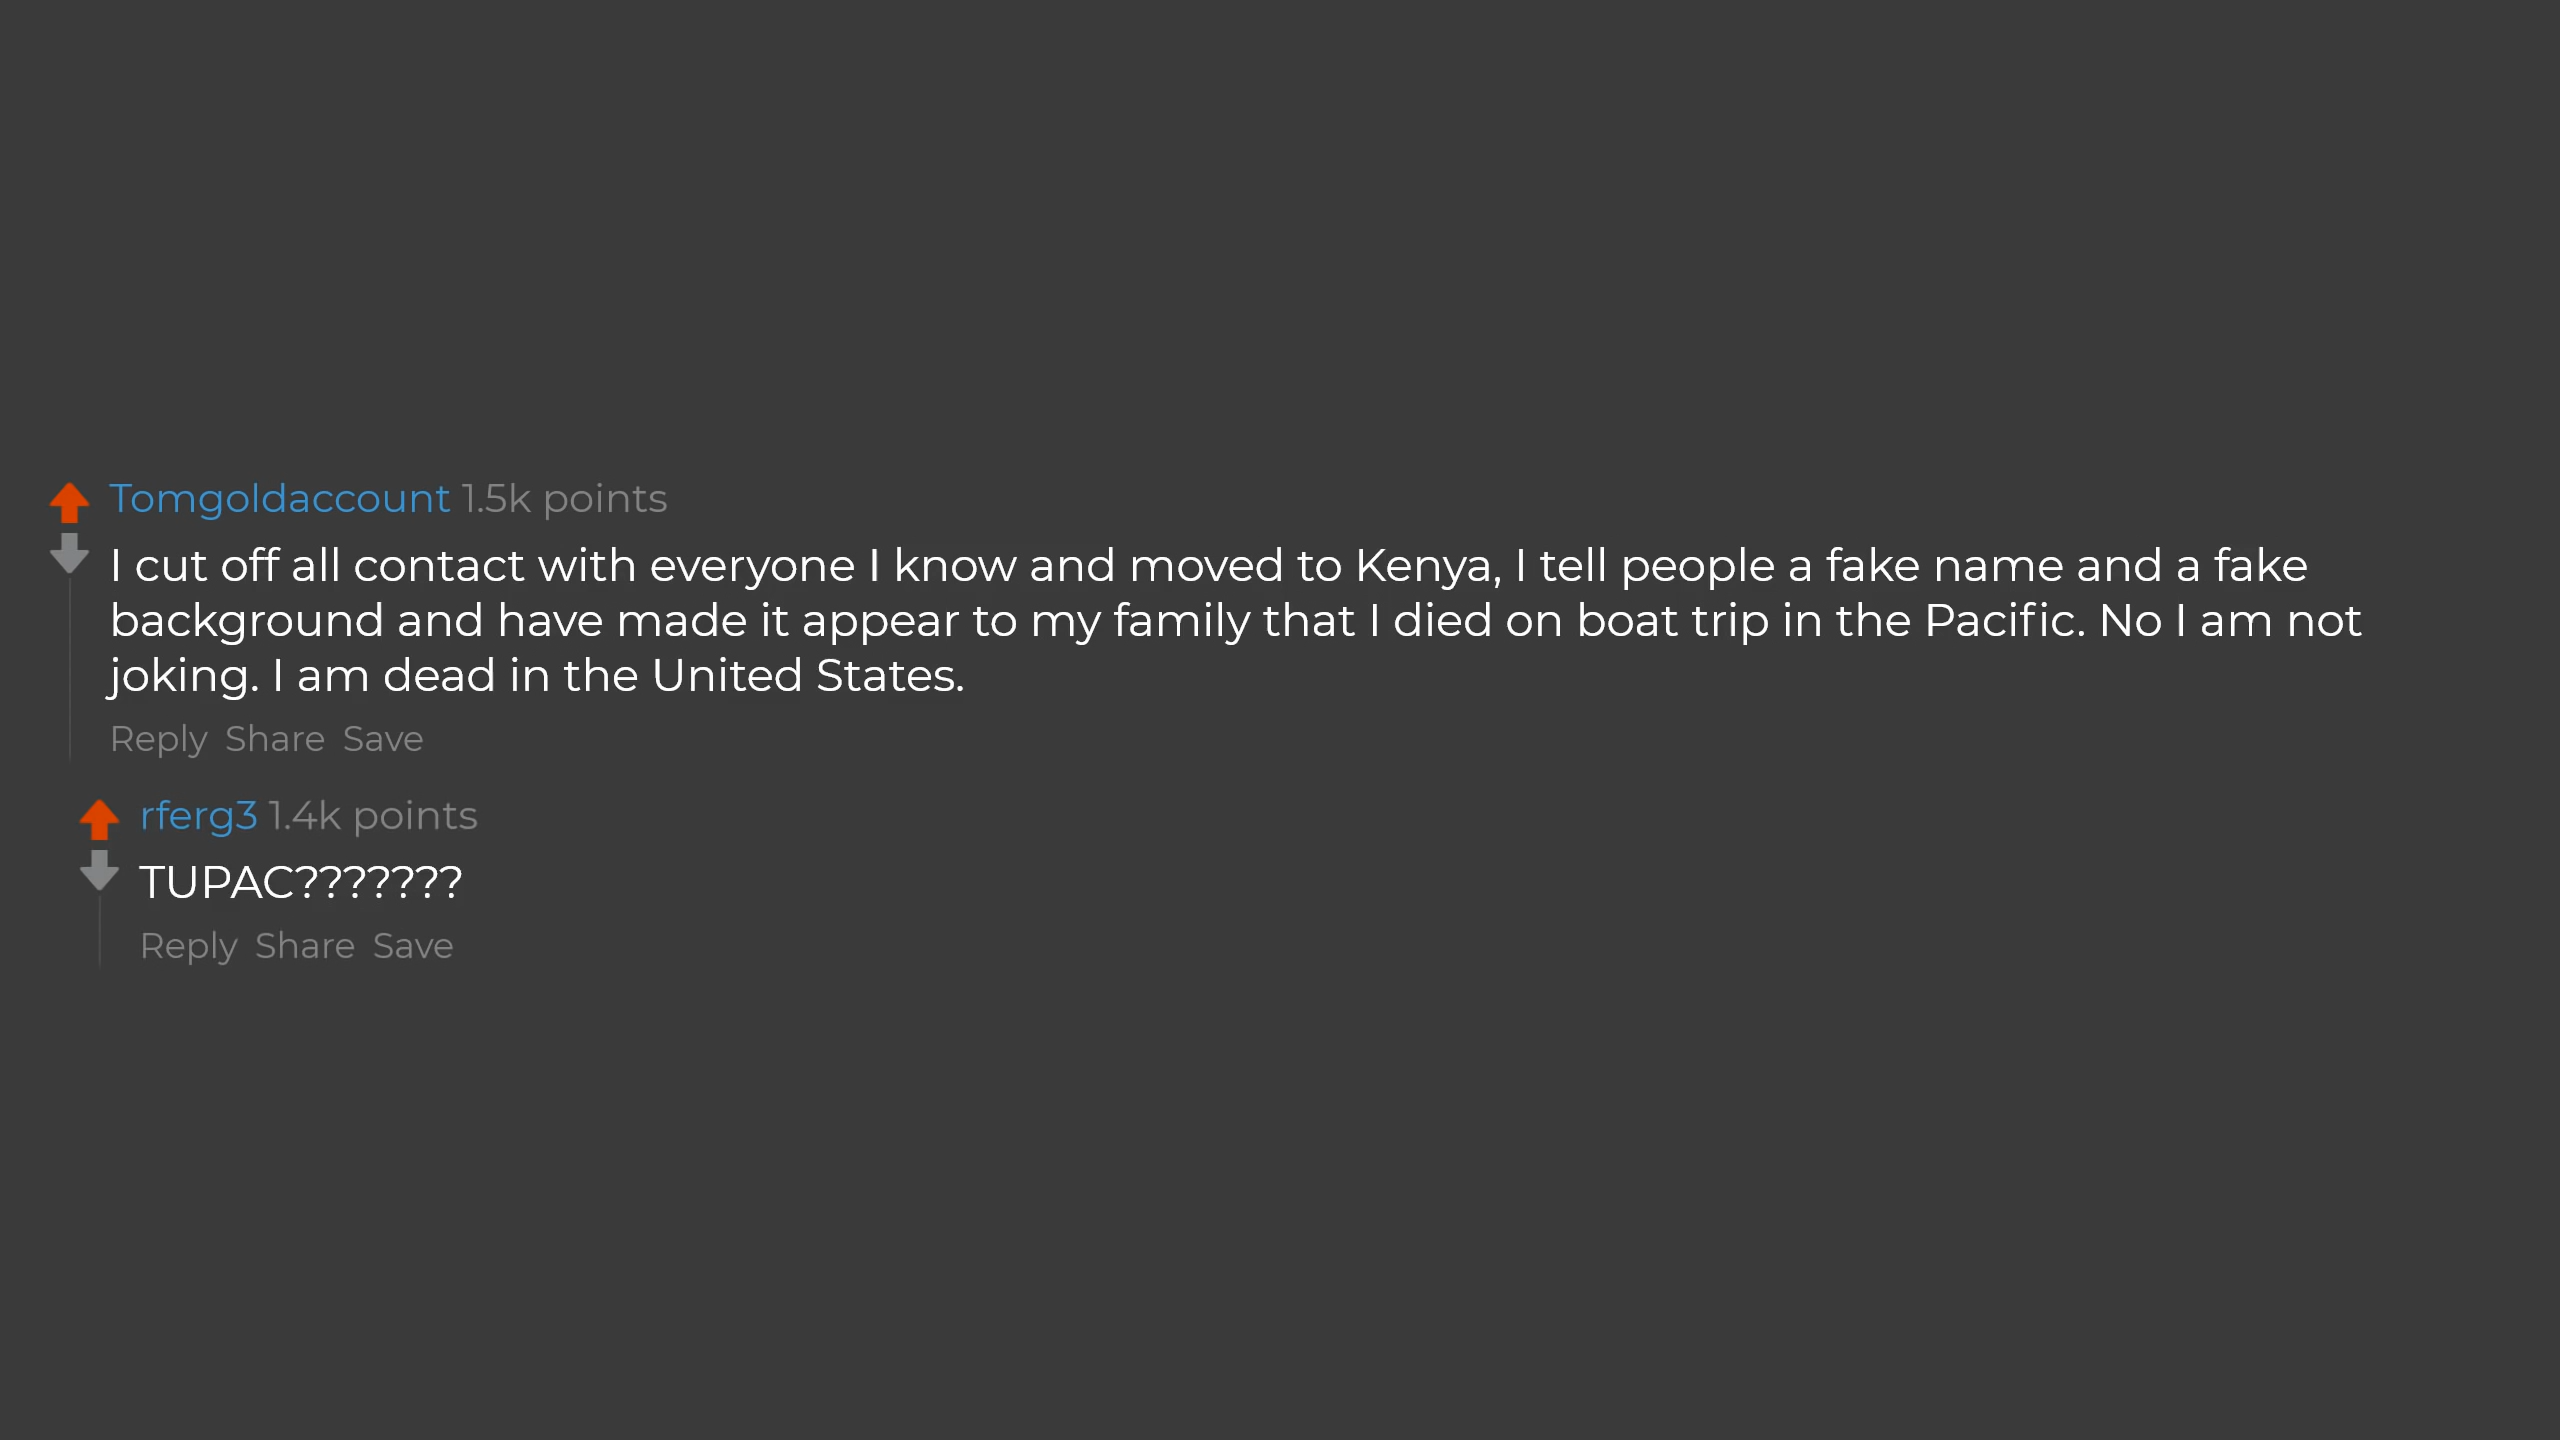 Tomgoldaccount 1.5k points
I cut off all contact with everyone I know and moved to Kenya, I tell people a fake name and a fake
background and have made it appear to my family that I died on boat trip in the Pacific. No I am not
joking. I am dead in the United States.
Reply Share Save
rferg3 1.4k points
TUPAC???????
Reply Share Save